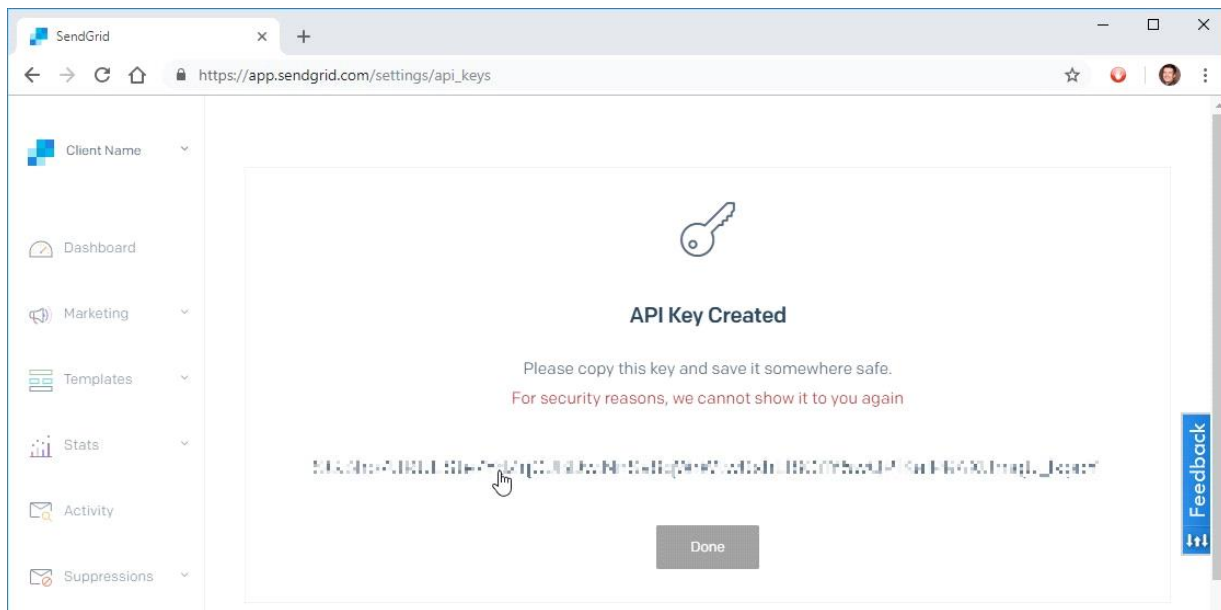 SendGrid
https://app.sendgrid.com/settings/api_keys
Client Name
Dashboard
Marketing
Templates
Stats
Activity
Suppressions
API Key Created
Please copy this key and save it somewhere safe.
For security reasons, we cannot show it to you again
Done
Feedback